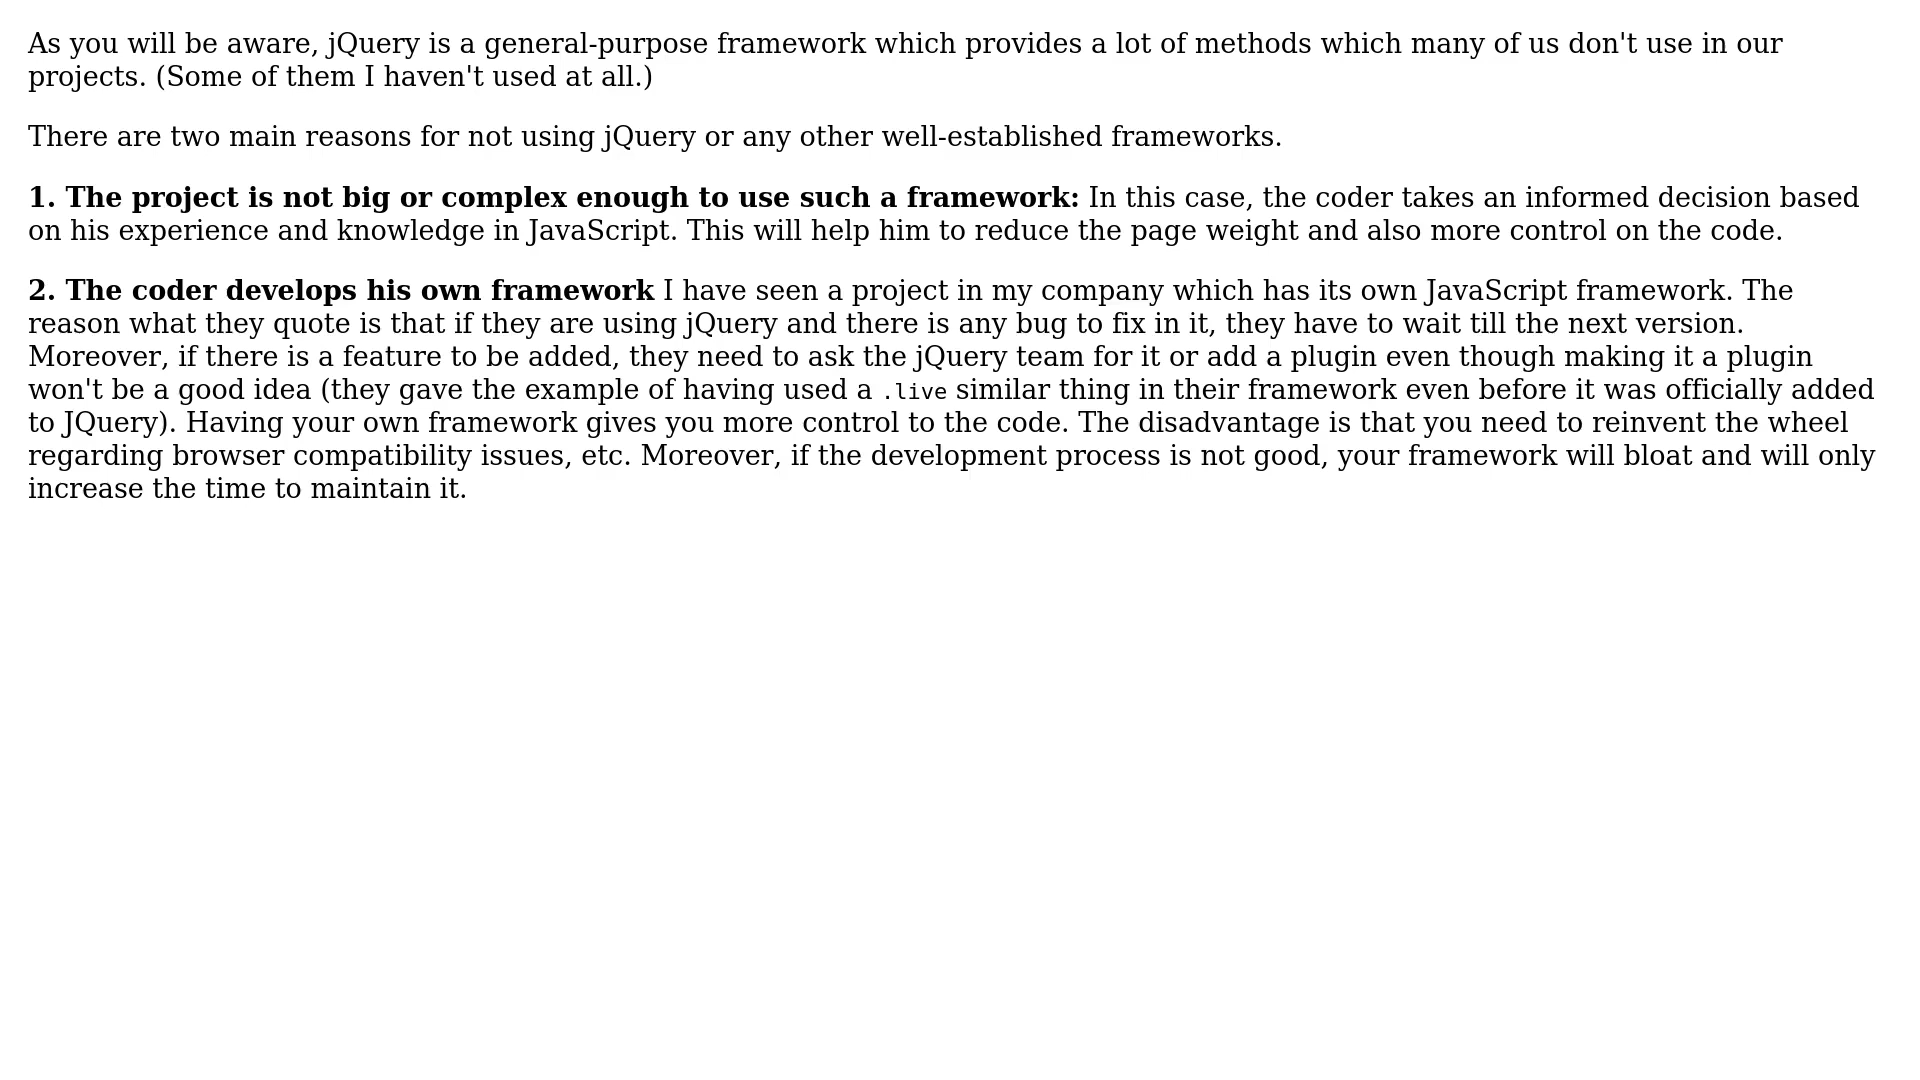 As you will be aware, jQuery is a general-purpose framework which provides a lot of methods which many of us don't use in our
projects. (Some of them I haven't used at all.)
There are two main reasons for not using jQuery or any other well-established frameworks.
1. The project is not big or complex enough to use such a framework: In this case, the coder takes an informed decision based
on his experience and knowledge in JavaScript. This will help him to reduce the page weight and also more control on the code.
2. The coder develops his own framework I have seen a project in my company which has its own JavaScript framework. The
reason what they quote is that if they are using jQuery and there is any bug to fix in it, they have to wait till the next version.
Moreover, if there is a feature to be added, they need to ask the jQuery team for it or add a plugin even though making it a plugin
won't be a good idea (they gave the example of having used a .live similar thing in their framework even before it was officially added
to JQuery). Having your own framework gives you more control to the code. The disadvantage is that you need to reinvent the wheel
regarding browser compatibility issues, etc. Moreover, if the development process is not good, your framework will bloat and will only
increase the time to maintain it.